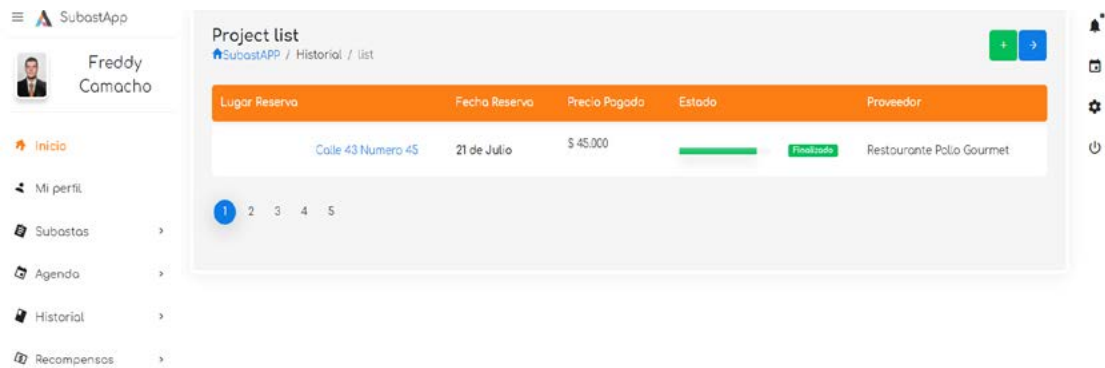 SubastApp
Freddy
Camacho
Inicio
Mi perfil
Subastas
Agenda
Historial
Recompensas
Project list
SubastAPP / Historial / list
Lugar Reserva Fecha Reserva Precio Pagado Estado Proveedor
Calle 43 Numero 45 21 de Julio $ 45.000 Finalizado Restaurante Pollo Gourmet
1 2 3 4 5